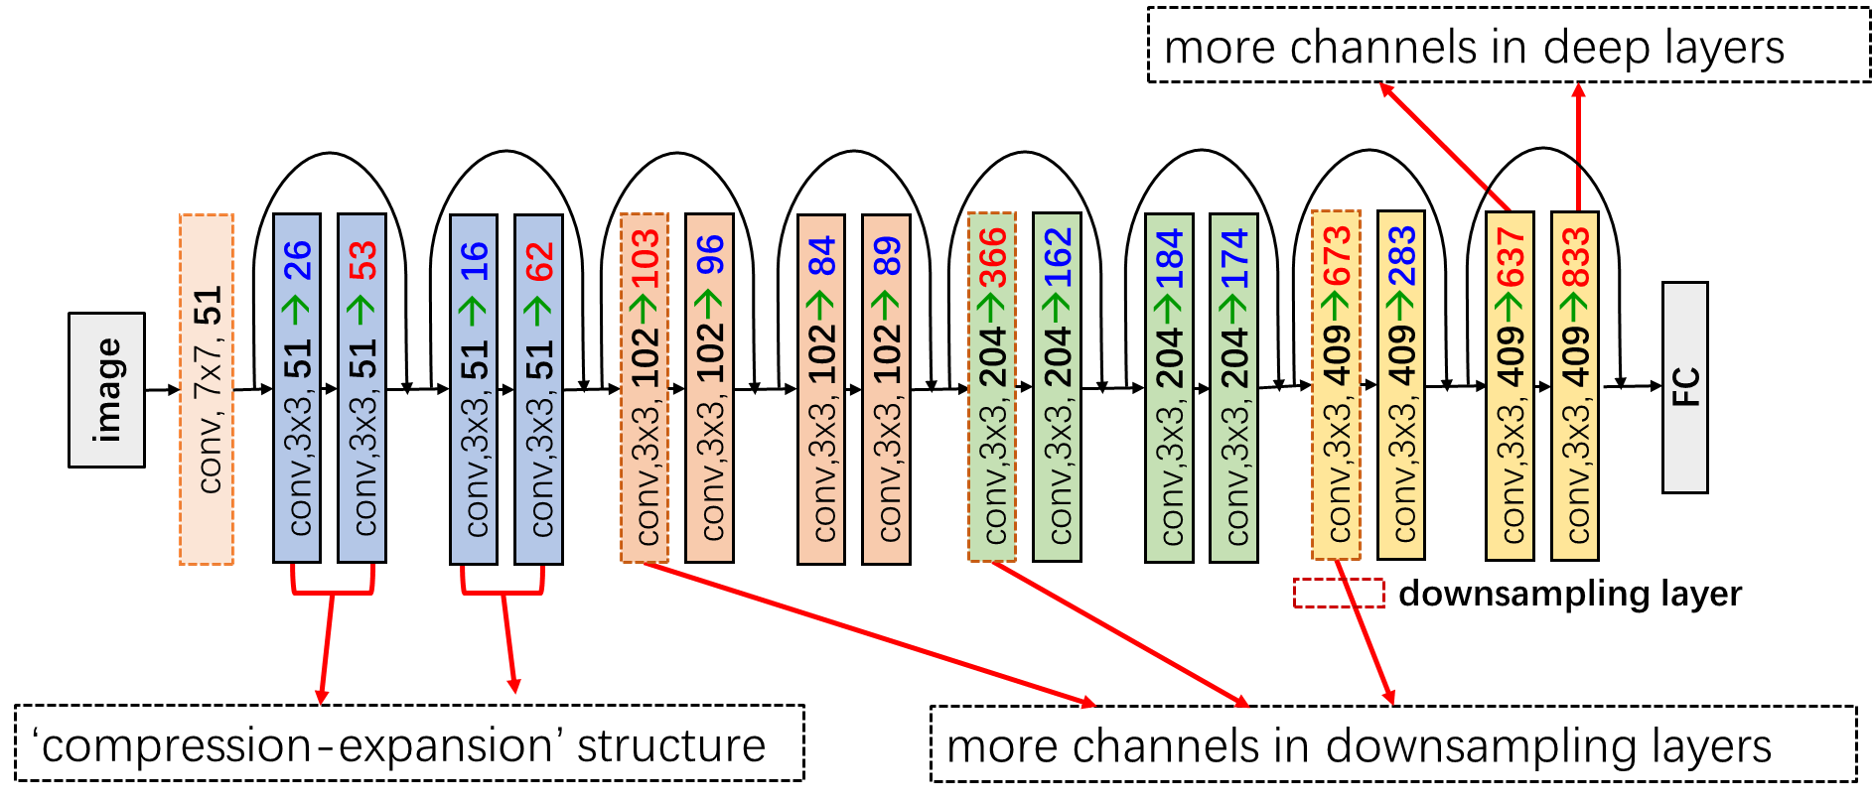 more channels in deep layers
image
conv, 7x7, 51
conv,3x3, 51→26
conv,3x3, 51→53
conv,3x3, 51→16
conv,3x3, 51→62
conv,3x3, 102→103
conv,3x3, 102→96
conv,3x3, 102→84
conv,3x3, 102→89
conv,3x3, 204→366
conv,3x3, 204→162
conv,3x3, 204→184
conv,3x3, 204→174
conv,3x3, 409→673
conv,3x3, 409→283
conv,3x3, 409→637
conv,3x3, 409→833
FC
downsampling layer
‘compression-expansion’ structure
more channels in downsampling layers